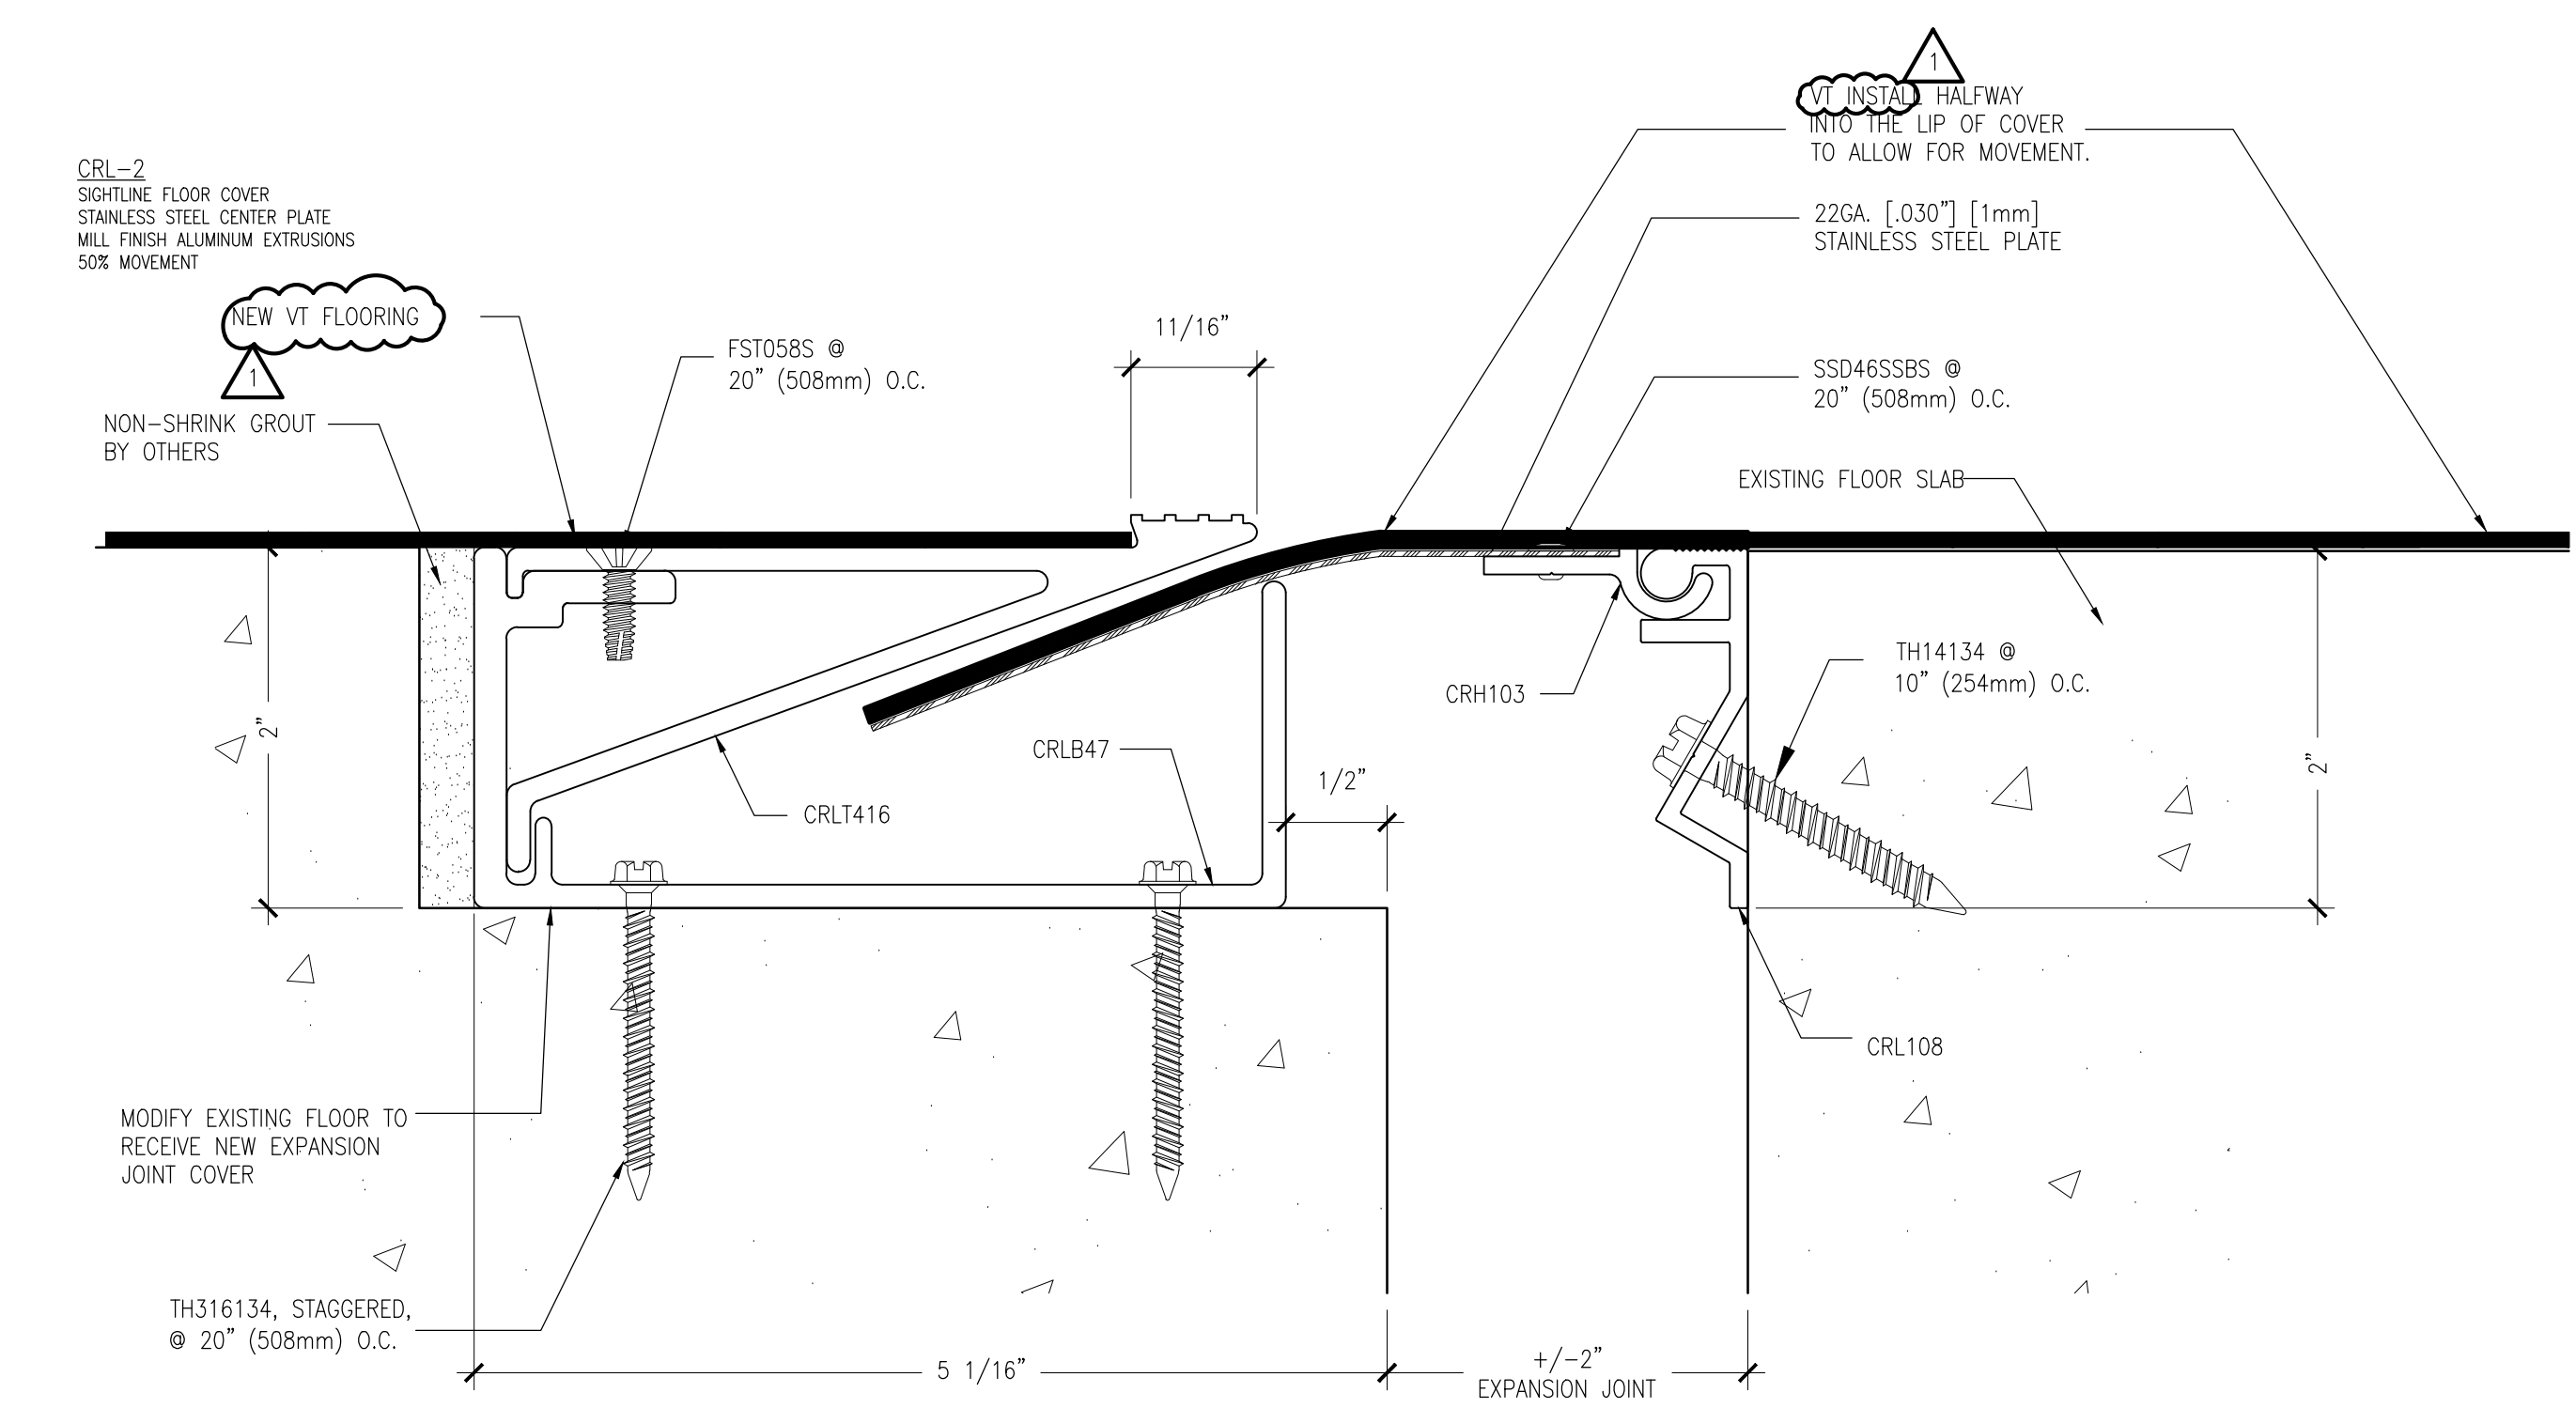 1
VT INSTALL HALFWAY
INTO THE LIP OF COVER
TO ALLOW FOR MOVEMENT.
CRL-2
SIGHTLINE FLOOR COVER
STAINLESS STEEL CENTER PLATE
MILL FINISH ALUMINUM EXTRUSIONS
50% MOVEMENT
22GA. [.030"] [1mm]
STAINLESS STEEL PLATE
NEW VT FLOORING
1
11/16"
FST058S @
20" (508mm) O.C.
SSD46SSBS @
20" (508mm) O.C.
NON-SHRINK GROUT
BY OTHERS
EXISTING FLOOR SLAB
TH14134 @
10" (254mm) O.C.
CRH103
2"
CRLB47
1/2"
2"
CRLT416
CRL108
MODIFY EXISTING FLOOR TO
RECEIVE NEW EXPANSION
JOINT COVER
TH316134, STAGGERED,
@ 20" (508mm) O.C.
5 1/16"
+/-2"
EXPANSION JOINT